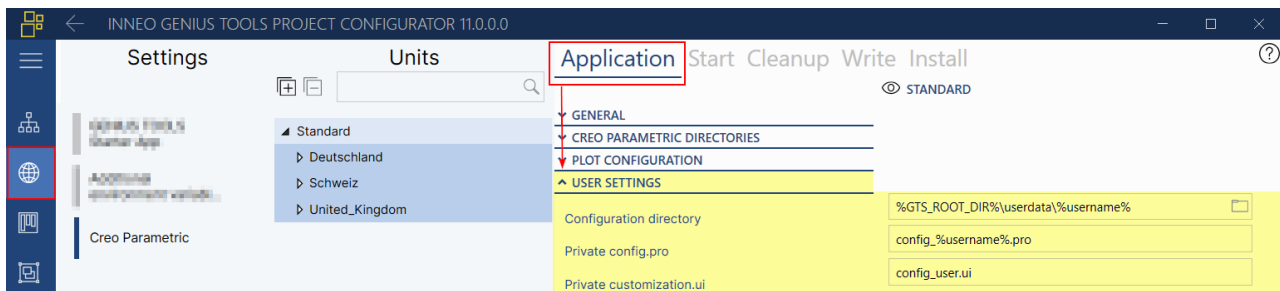 INNEO GENIUS TOOLS PROJECT CONFIGURATOR 11.0.0.0
Settings
Units
Application Start Cleanup Write Install
STANDARD
GENERAL
Standard
CREO PARAMETRIC DIRECTORIES
Deutschland
PLOT CONFIGURATION
Schweiz
USER SETTINGS
United_Kingdom
Configuration directory
%GTS_ROOT_DIR%\userdata\%username%
Creo Parametric
Private config.pro
config_%username%.pro
Private customization.ui
config_user.ui